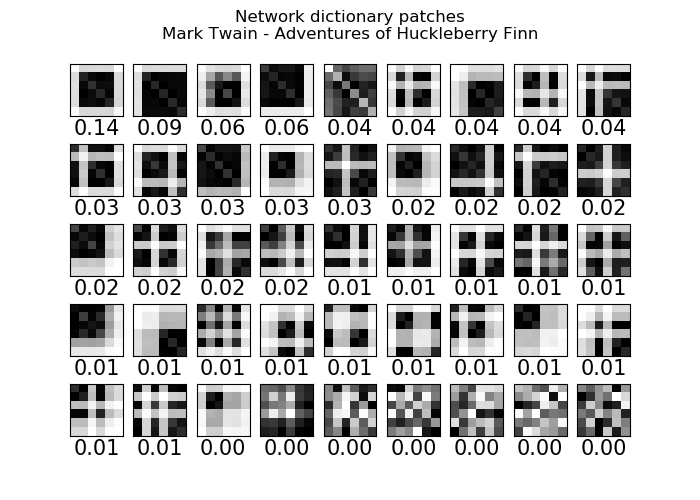 Network dictionary patches
Mark Twain - Adventures of Huckleberry Finn
0.14 0.09 0.06 0.06 0.04 0.04 0.04 0.04 0.04
0.03 0.03 0.03 0.03 0.03 0.02 0.02 0.02 0.02
0.02 0.02 0.02 0.02 0.01 0.01 0.01 0.01 0.01
0.01 0.01 0.01 0.01 0.01 0.01 0.01 0.01 0.01
0.01 0.01 0.00 0.00 0.00 0.00 0.00 0.00 0.00